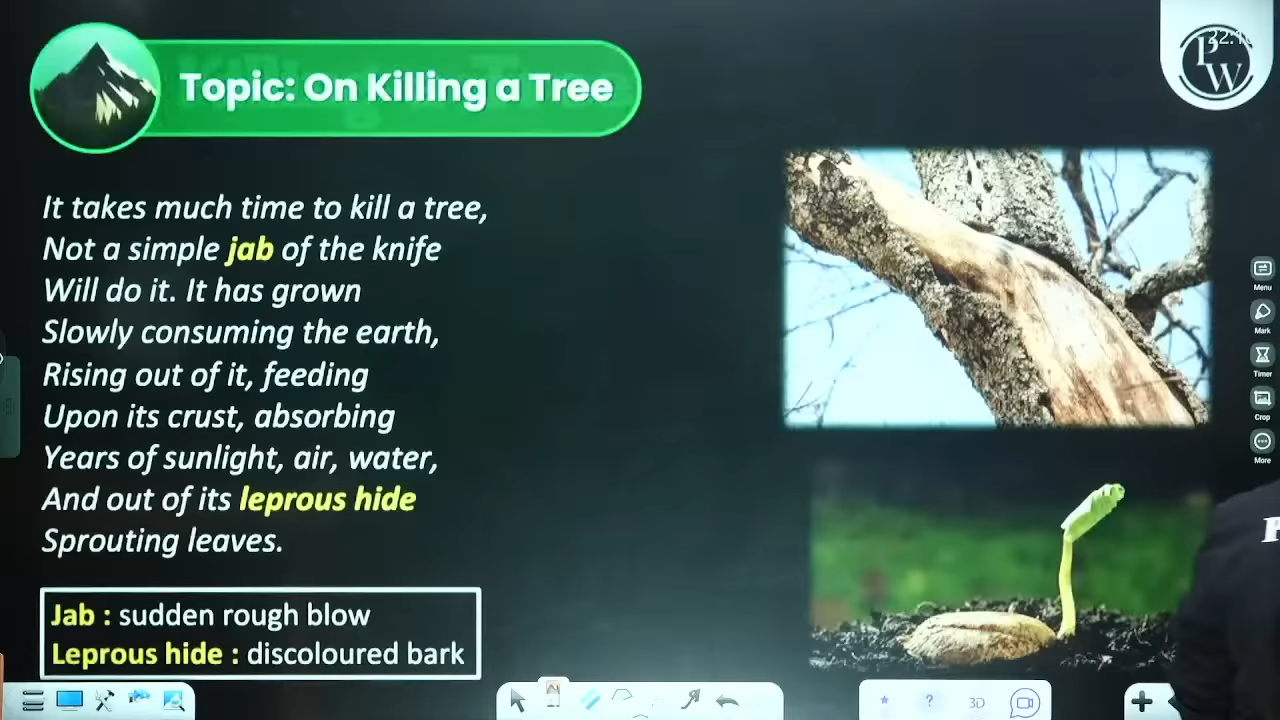 Topic: On Killing a Tree
PW
It takes much time to kill a tree,
Not a simple jab of the knife
Will do it. It has grown
Slowly consuming the earth,
Rising out of it, feeding
Upon its crust, absorbing
Years of sunlight, air, water,
And out of its leprous hide
Sprouting leaves.
Jab : sudden rough blow
Leprous hide : discoloured bark
Menu
Mark
Timer
Crop
More
?
3D